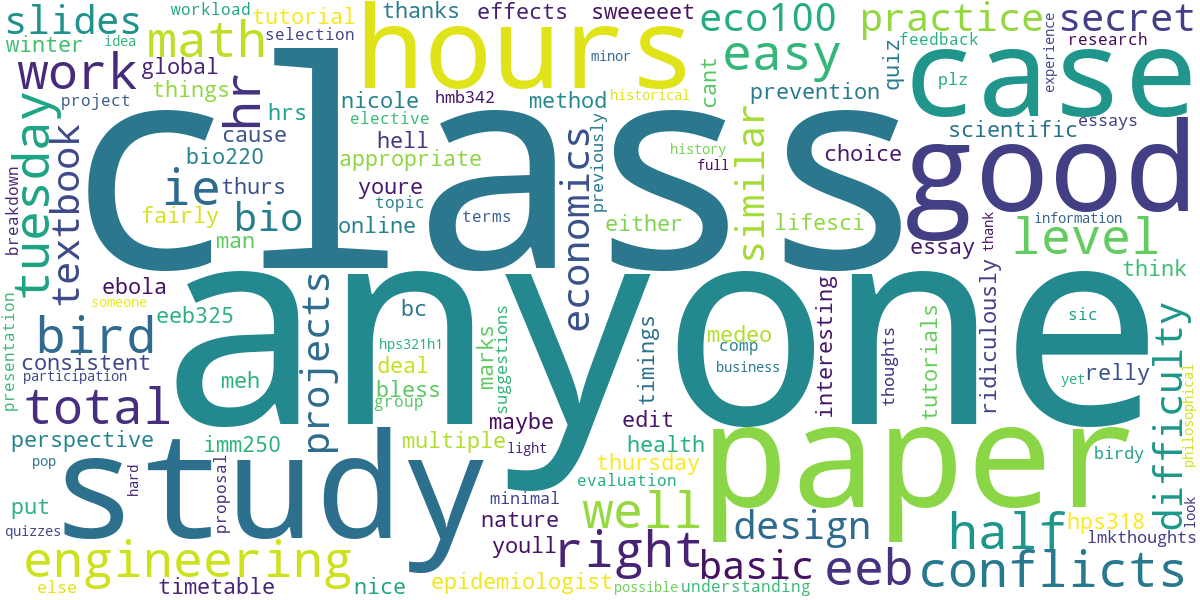 slides
workload
tutorial
thanks
effects
sweeeeet
eco100
practice
secret
winter
idea
math
selection
hours
minor
easy
feedback
research
work
global
things
hr
hrs
project
nicole
hmb342
method
historical
cant
prevention
quiz
plz
experience
case
tuesday
textbook
cause
bio220
elective
hell
appropriate
class
economics
previously
history
full
similar
choice
scientific
essays
good
breakdown
ie
thurs
youre
topic
fairly
bio
man
online
terms
either
lifesci
essay
thank
information
level
ebola
someone
eeb325
projects
bc
anyone
think
presentation
bird
consistent
participation
meh
hps321h1
deal
bless
group
marks
suggestions
timings
medeo
comp
business
interesting
thoughts
tutorials
ridiculously
sic
yet
relly
difficulty
philosophical
total
perspective
imm250
multiple
maybe
light
edit
health
paper
birdy
pop
hard
proposal
study
thursday
evaluation
put
quizzes
minimal
nature
well
design
half
hps318
look
lmkthoughts
engineering
youll
right
basic
eeb
conflicts
else
timetable
nice
epidemiologist
possible
understanding